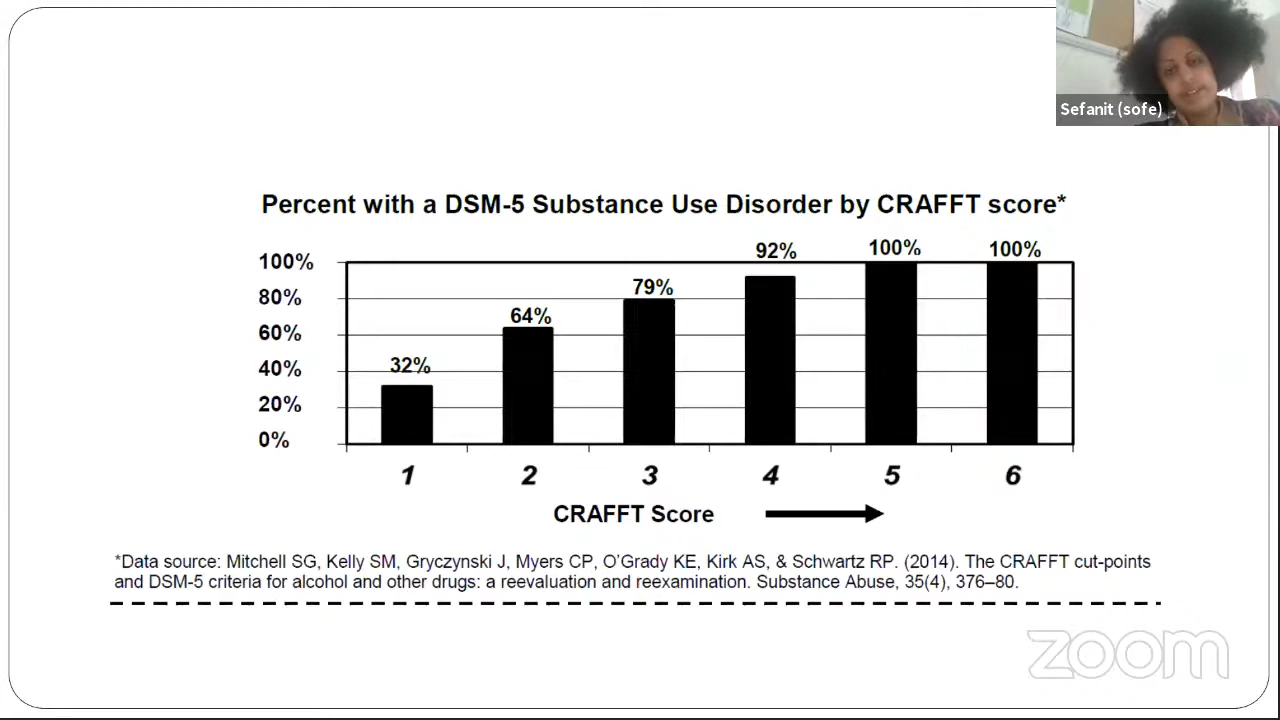 Sefanit (sofe)
Percent with a DSM-5 Substance Use Disorder by CRAFFT score*
100%
80%
60%
40%
20%
0%
32%
64%
79%
92%
100%
100%
1 2 3 4 5 6
CRAFFT Score
*Data source: Mitchell SG, Kelly SM, Gryczynski J, Myers CP, O’Grady KE, Kirk AS, & Schwartz RP. (2014). The CRAFFT cut-points
and DSM-5 criteria for alcohol and other drugs: a reevaluation and reexamination. Substance Abuse, 35(4), 376–80.
zoom